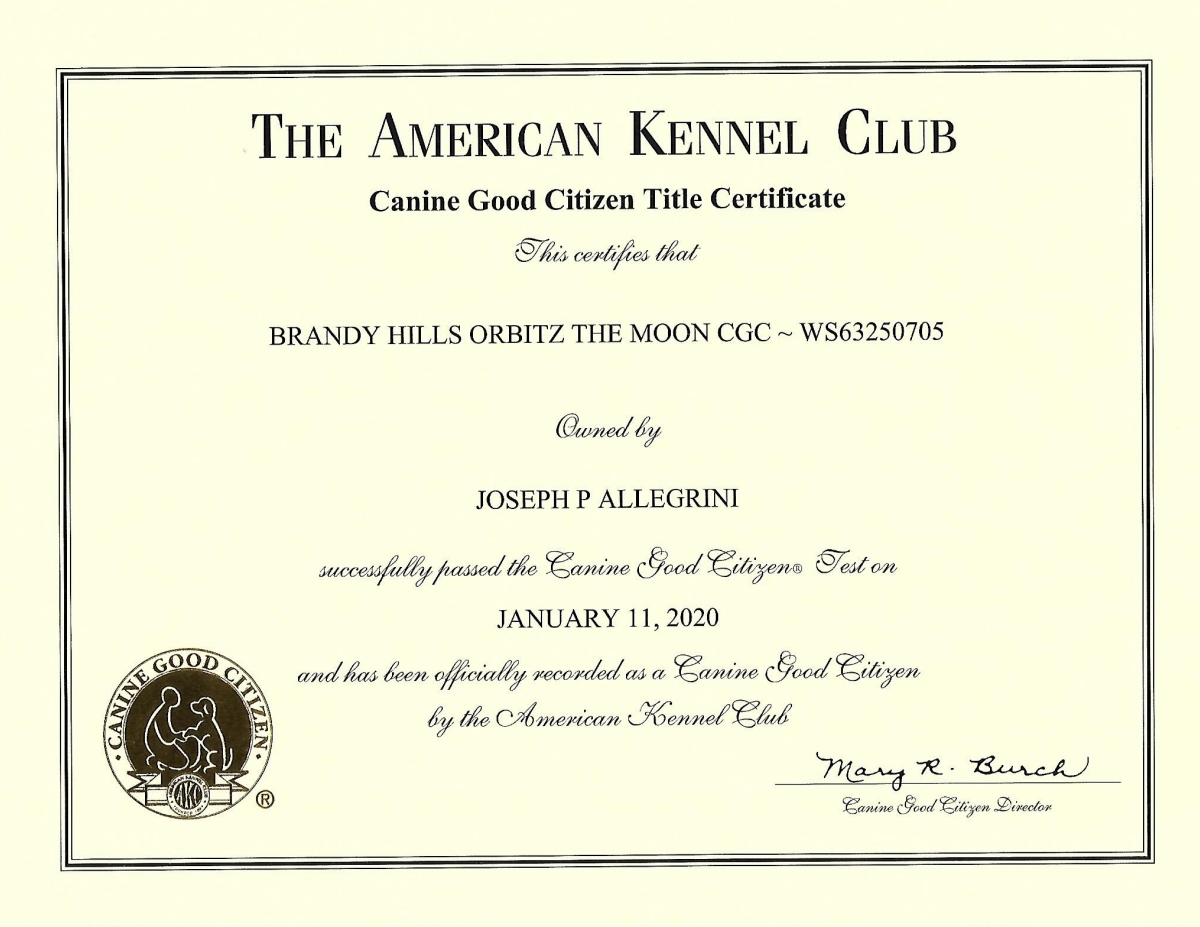 THE AMERICAN KENNEL CLUB
Canine Good Citizen Title Certificate
This certifies that
BRANDY HILLS ORBITZ THE MOON CGC ~ WS63250705
Owned by
JOSEPH P ALLEGRINI
successfully passed the Canine Good Citizen® Test on
JANUARY 11, 2020
and has been officially recorded as a Canine Good Citizen
by the American Kennel Club
CANINE GOOD CITIZEN
AMERICAN KENNEL CLUB
AKC
®
Mary R. Burch
Canine Good Citizen Director